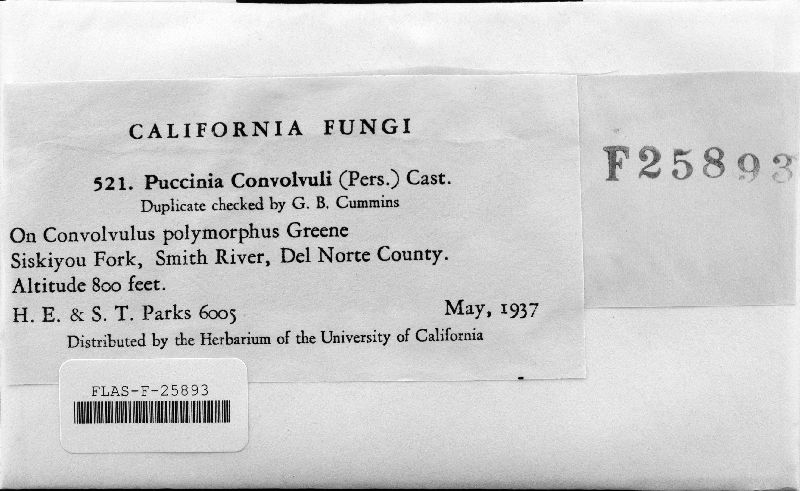 CALIFORNIA FUNGI
521. Puccinia Convolvuli (Pers.) Cast.
Duplicate checked by G. B. Cummins
On Convolvulus polymorphus Greene
Siskiyou Fork, Smith River, Del Norte County.
Altitude 800 feet.
H. E. & S. T. Parks 6005 May, 1937
Distributed by the Herbarium of the University of California
F25893
FLAS-F-25893